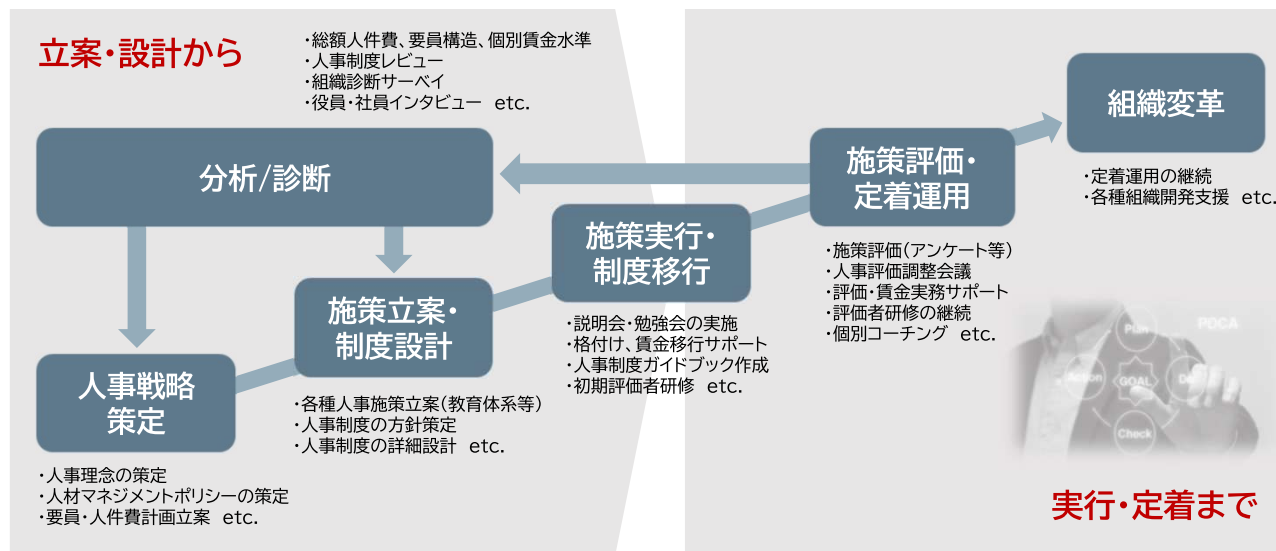 立案・設計から
・総額人件費、要員構造、個別賃金水準
・人事制度レビュー
・組織診断サーベイ
・役員・社員インタビュー etc.
分析/診断
人事戦略
策定
・人事理念の策定
・人材マネジメントポリシーの策定
・要員・人件費計画立案 etc.
施策立案・
制度設計
・各種人事施策立案（教育体系等）
・人事制度の方針策定
・人事制度の詳細設計 etc.
施策実行・
制度移行
・説明会・勉強会の実施
・格付け、賃金移行サポート
・人事制度ガイドブック作成
・初期評価者研修 etc.
施策評価・
定着運用
・施策評価（アンケート等）
・人事評価調整会議
・評価・賃金実務サポート
・評価者研修の継続
・個別コーチング etc.
組織変革
・定着運用の継続
・各種組織開発支援 etc.
PDCA
Plan
Action
GOAL
Check
実行・定着まで